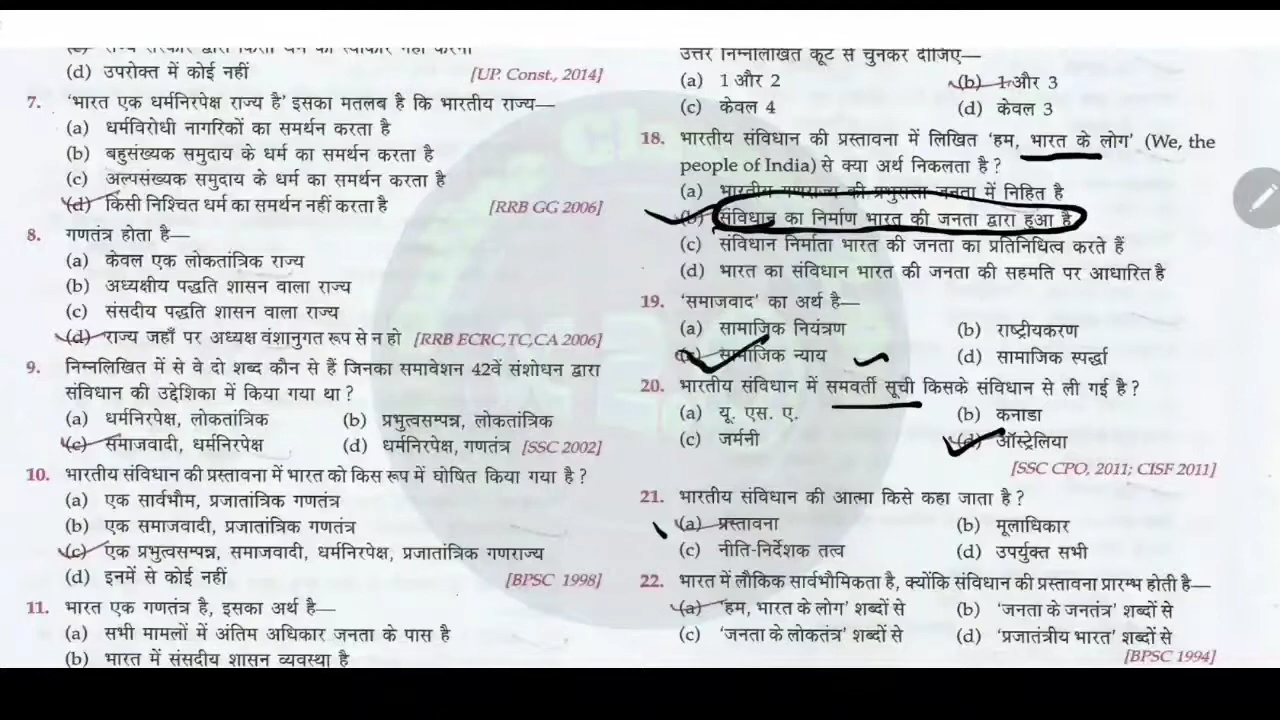 (d) उपरोक्त में कोई नहीं [UP. Const., 2014]
7. 'भारत एक धर्मनिरपेक्ष राज्य है' इसका मतलब है कि भारतीय राज्य—
(a) धर्मविरोधी नागरिकों का समर्थन करता है
(b) बहुसंख्यक समुदाय के धर्म का समर्थन करता है
(c) अल्पसंख्यक समुदाय के धर्म का समर्थन करता है
(d) किसी निश्चित धर्म का समर्थन नहीं करता है [RRB GG 2006]
8. गणतंत्र होता है—
(a) केवल एक लोकतांत्रिक राज्य
(b) अध्यक्षीय पद्धति शासन वाला राज्य
(c) संसदीय पद्धति शासन वाला राज्य
(d) राज्य जहाँ पर अध्यक्ष वंशानुगत रूप से न हो [RRB ECRC,TC,CA 2006]
9. निम्नलिखित में से वे दो शब्द कौन से हैं जिनका समावेशन 42वें संशोधन द्वारा
संविधान की उद्देशिका में किया गया था ?
(a) धर्मनिरपेक्ष, लोकतांत्रिक (b) प्रभुत्वसम्पन्न, लोकतांत्रिक
(c) समाजवादी, धर्मनिरपेक्ष (d) धर्मनिरपेक्ष, गणतंत्र [SSC 2002]
10. भारतीय संविधान की प्रस्तावना में भारत को किस रूप में घोषित किया गया है ?
(a) एक सार्वभौम, प्रजातांत्रिक गणतंत्र
(b) एक समाजवादी, प्रजातांत्रिक गणतंत्र
(c) एक प्रभुत्वसम्पन्न, समाजवादी, धर्मनिरपेक्ष, प्रजातांत्रिक गणराज्य
(d) इनमें से कोई नहीं [BPSC 1998]
11. भारत एक गणतंत्र है, इसका अर्थ है—
(a) सभी मामलों में अंतिम अधिकार जनता के पास है
(b) भारत में संसदीय शासन व्यवस्था है
उत्तर निम्नलिखित कूट से चुनकर दीजिए—
(a) 1 और 2 (b) 1 और 3
(c) केवल 4 (d) केवल 3
18. भारतीय संविधान की प्रस्तावना में लिखित 'हम, भारत के लोग' (We, the
people of India) से क्या अर्थ निकलता है ?
(a) भारतीय गणराज्य की प्रभुसत्ता जनता में निहित है
(b) संविधान का निर्माण भारत की जनता द्वारा हुआ है
(c) संविधान निर्माता भारत की जनता का प्रतिनिधित्व करते हैं
(d) भारत का संविधान भारत की जनता की सहमति पर आधारित है
19. 'समाजवाद' का अर्थ है—
(a) सामाजिक नियंत्रण (b) राष्ट्रीयकरण
(c) सामाजिक न्याय (d) सामाजिक स्पर्द्धा
20. भारतीय संविधान में समवर्ती सूची किसके संविधान से ली गई है ?
(a) यू. एस. ए. (b) कनाडा
(c) जर्मनी (d) ऑस्ट्रेलिया
[SSC CPO, 2011; CISF 2011]
21. भारतीय संविधान की आत्मा किसे कहा जाता है ?
(a) प्रस्तावना (b) मूलाधिकार
(c) नीति-निर्देशक तत्व (d) उपर्युक्त सभी
22. भारत में लौकिक सार्वभौमिकता है, क्योंकि संविधान की प्रस्तावना प्रारम्भ होती है—
(a) 'हम, भारत के लोग' शब्दों से (b) 'जनता के जनतंत्र' शब्दों से
(c) 'जनता के लोकतंत्र' शब्दों से (d) 'प्रजातंत्रीय भारत' शब्दों से
[BPSC 1994]